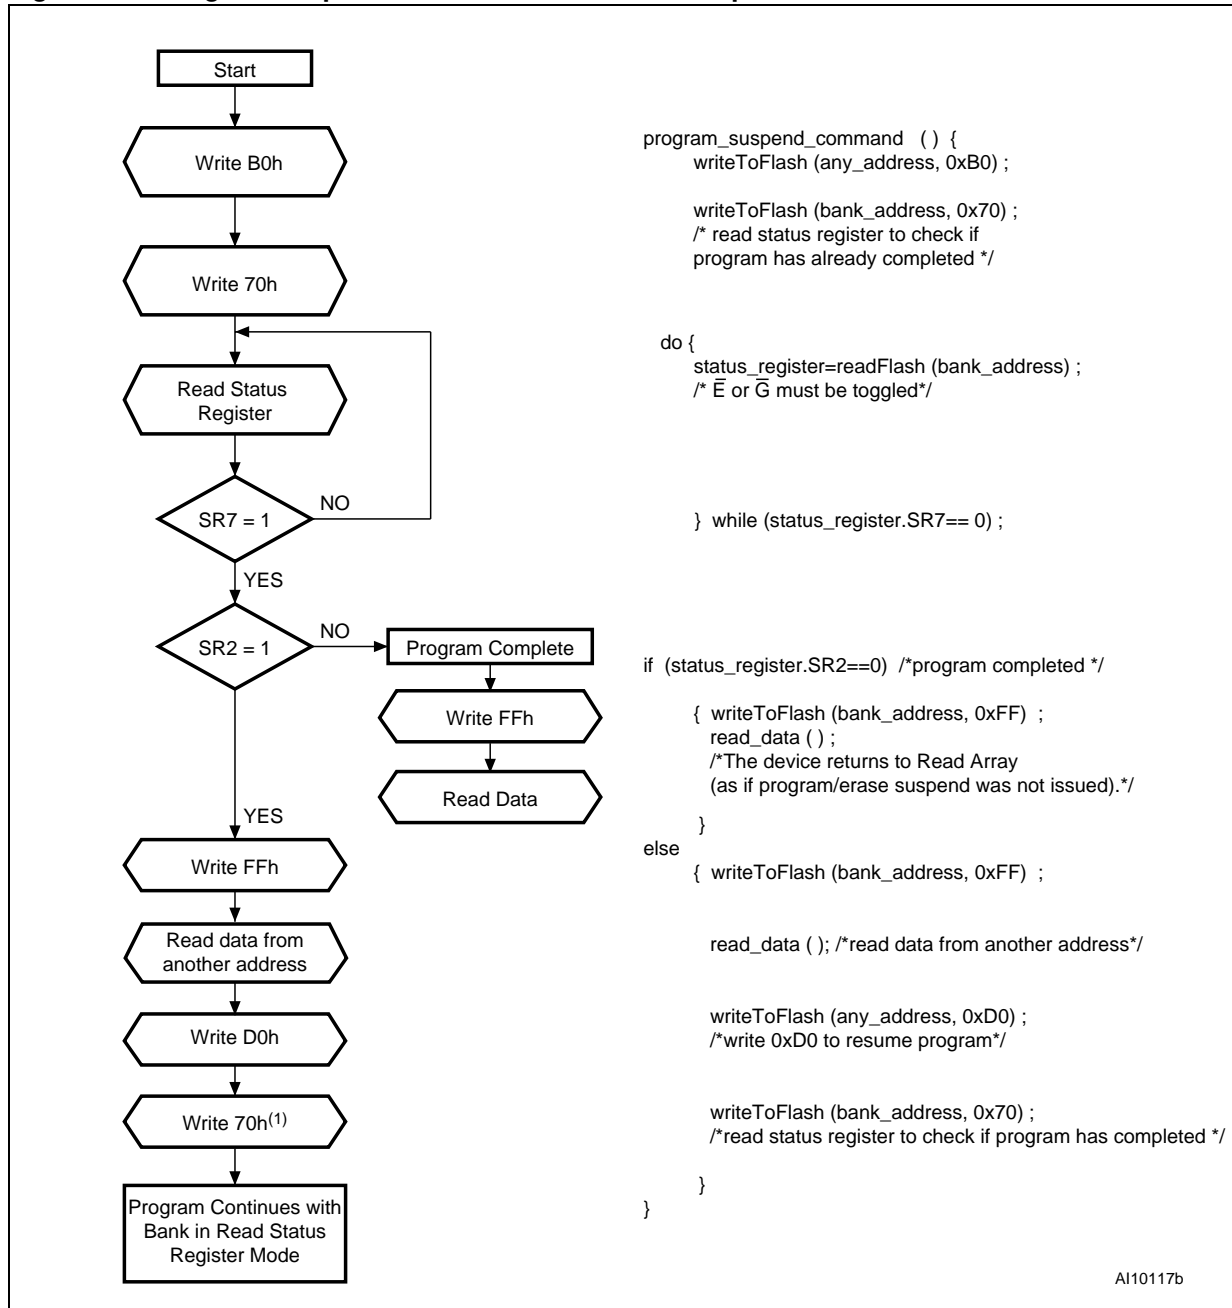 Start
Write B0h
Write 70h
Read Status
Register
SR7 = 1
NO
YES
SR2 = 1
NO
Program Complete
Write FFh
Read Data
YES
Write FFh
Read data from
another address
Write D0h
Write 70h(1)
Program Continues with
Bank in Read Status
Register Mode
program_suspend_command ( ) {
writeToFlash (any_address, 0xB0) ;
writeToFlash (bank_address, 0x70) ;
/* read status register to check if
program has already completed */
do {
status_register=readFlash (bank_address) ;
/* E̅ or G̅ must be toggled*/
} while (status_register.SR7== 0) ;
if (status_register.SR2==0) /*program completed */
{ writeToFlash (bank_address, 0xFF) ;
read_data ( ) ;
/*The device returns to Read Array
(as if program/erase suspend was not issued).*/
}
else
{ writeToFlash (bank_address, 0xFF) ;
read_data ( ); /*read data from another address*/
writeToFlash (any_address, 0xD0) ;
/*write 0xD0 to resume program*/
writeToFlash (bank_address, 0x70) ;
/*read status register to check if program has completed */
}
}
AI10117b